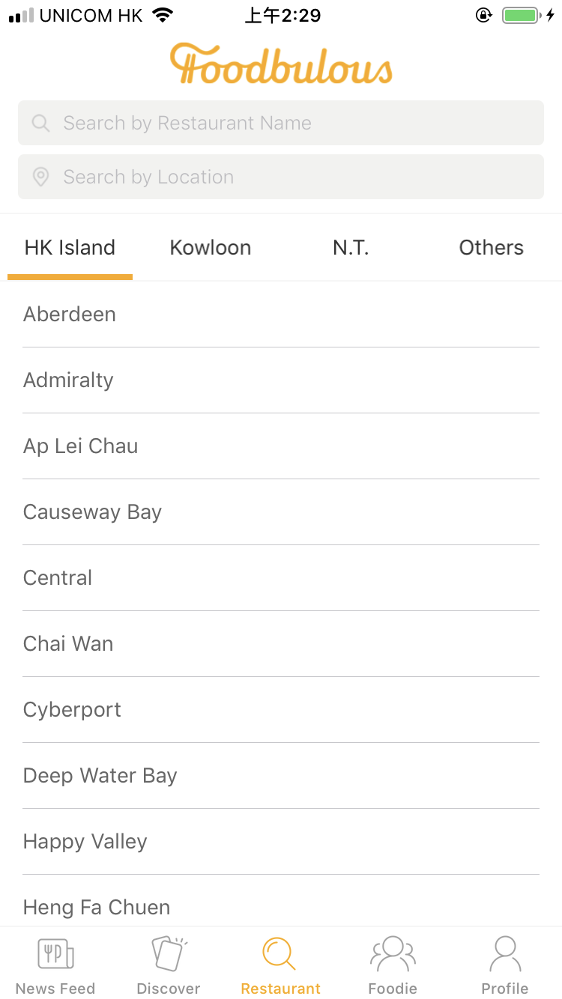 UNICOM HK 上午2:29
Foodbulous
Search by Restaurant Name
Search by Location
HK Island Kowloon N.T. Others
Aberdeen
Admiralty
Ap Lei Chau
Causeway Bay
Central
Chai Wan
Cyberport
Deep Water Bay
Happy Valley
Heng Fa Chuen
News Feed Discover Restaurant Foodie Profile